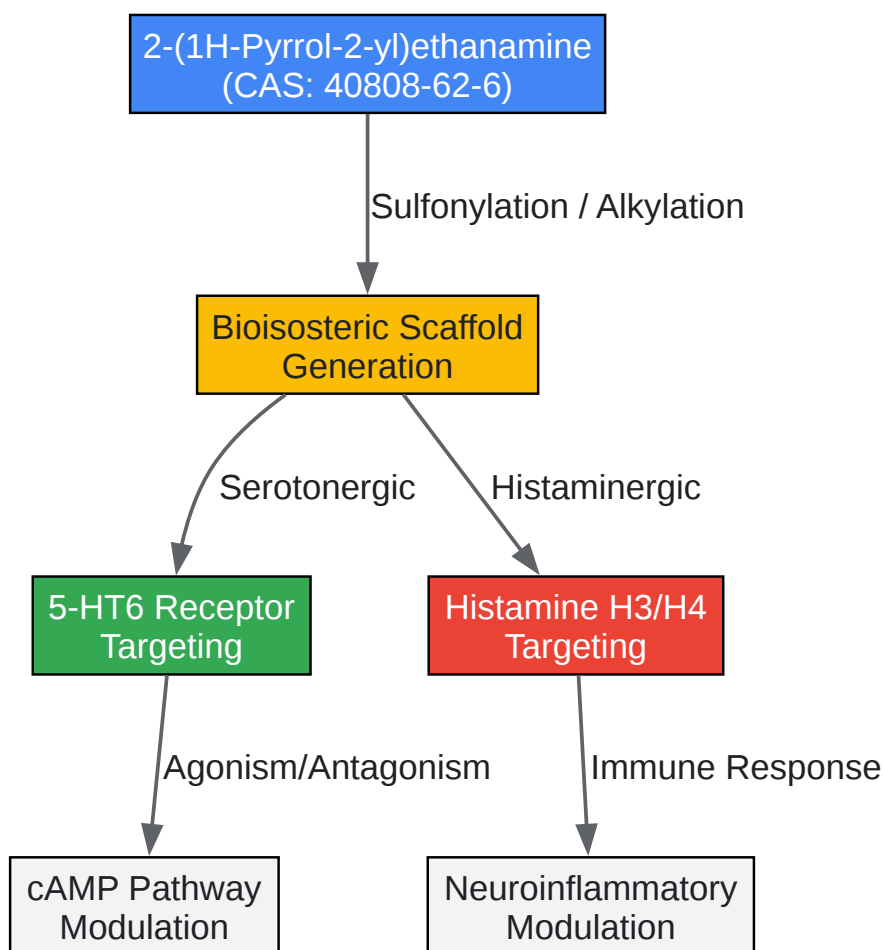 2-(1H-Pyrrol-2-yl)ethanamine
(CAS: 40808-62-6)
Sulfonylation / Alkylation
Bioisosteric Scaffold
Generation
Serotonergic
Histaminergic
5-HT6 Receptor
Targeting
Histamine H3/H4
Targeting
Agonism/Antagonism
Immune Response
cAMP Pathway
Modulation
Neuroinflammatory
Modulation